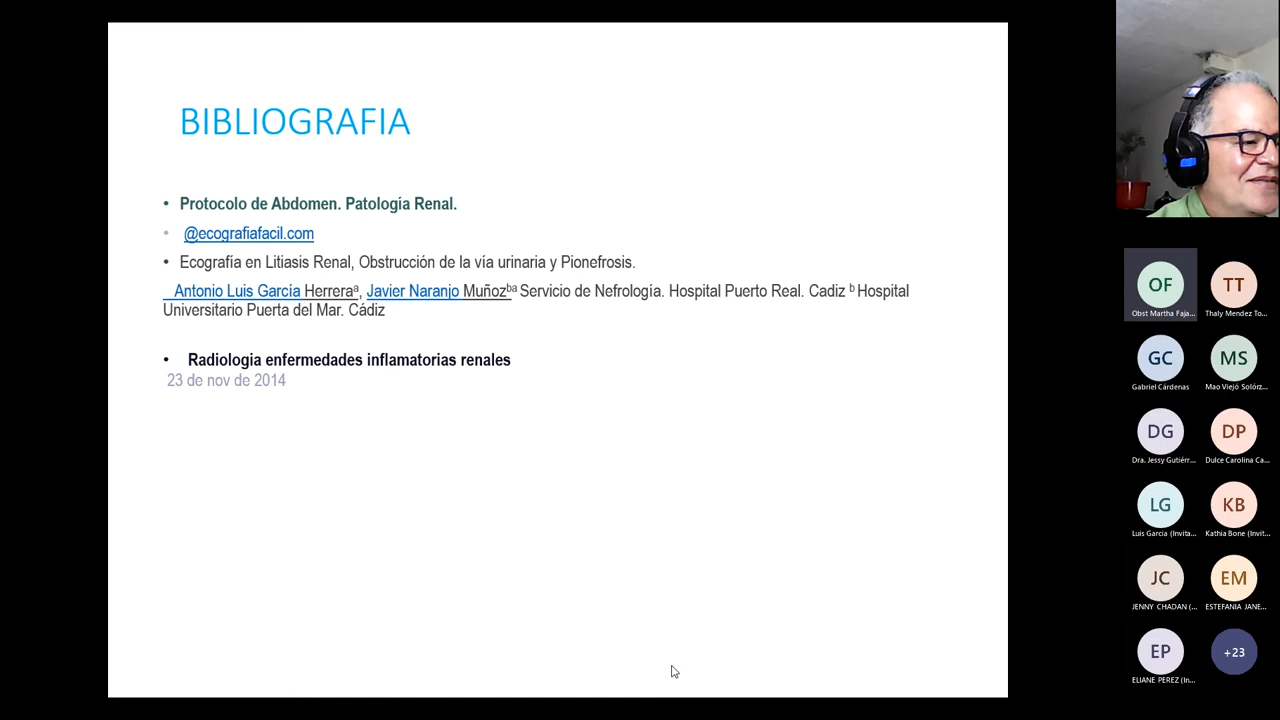 BIBLIOGRAFIA
• Protocolo de Abdomen. Patología Renal.
• @ecografiafacil.com
• Ecografía en Litiasis Renal, Obstrucción de la vía urinaria y Pionefrosis.
Antonio Luis García Herreraª, Javier Naranjo Muñozᵇª Servicio de Nefrología. Hospital Puerto Real. Cadiz ᵇ Hospital
Universitario Puerta del Mar. Cádiz
• Radiologia enfermedades inflamatorias renales
23 de nov de 2014
OF
Obst Martha Faja...
TT
Thaly Mendez To...
GC
Gabriel Cárdenas
MS
Mao Viejó Solórz...
DG
Dra. Jessy Gutiérr...
DP
Dulce Carolina Ca...
LG
Luis Garcia (Invita...
KB
Kathia Bone (Invit...
JC
JENNY CHADAN (...
EM
ESTEFANIA JANE...
EP
ELIANE PEREZ (In...
+23